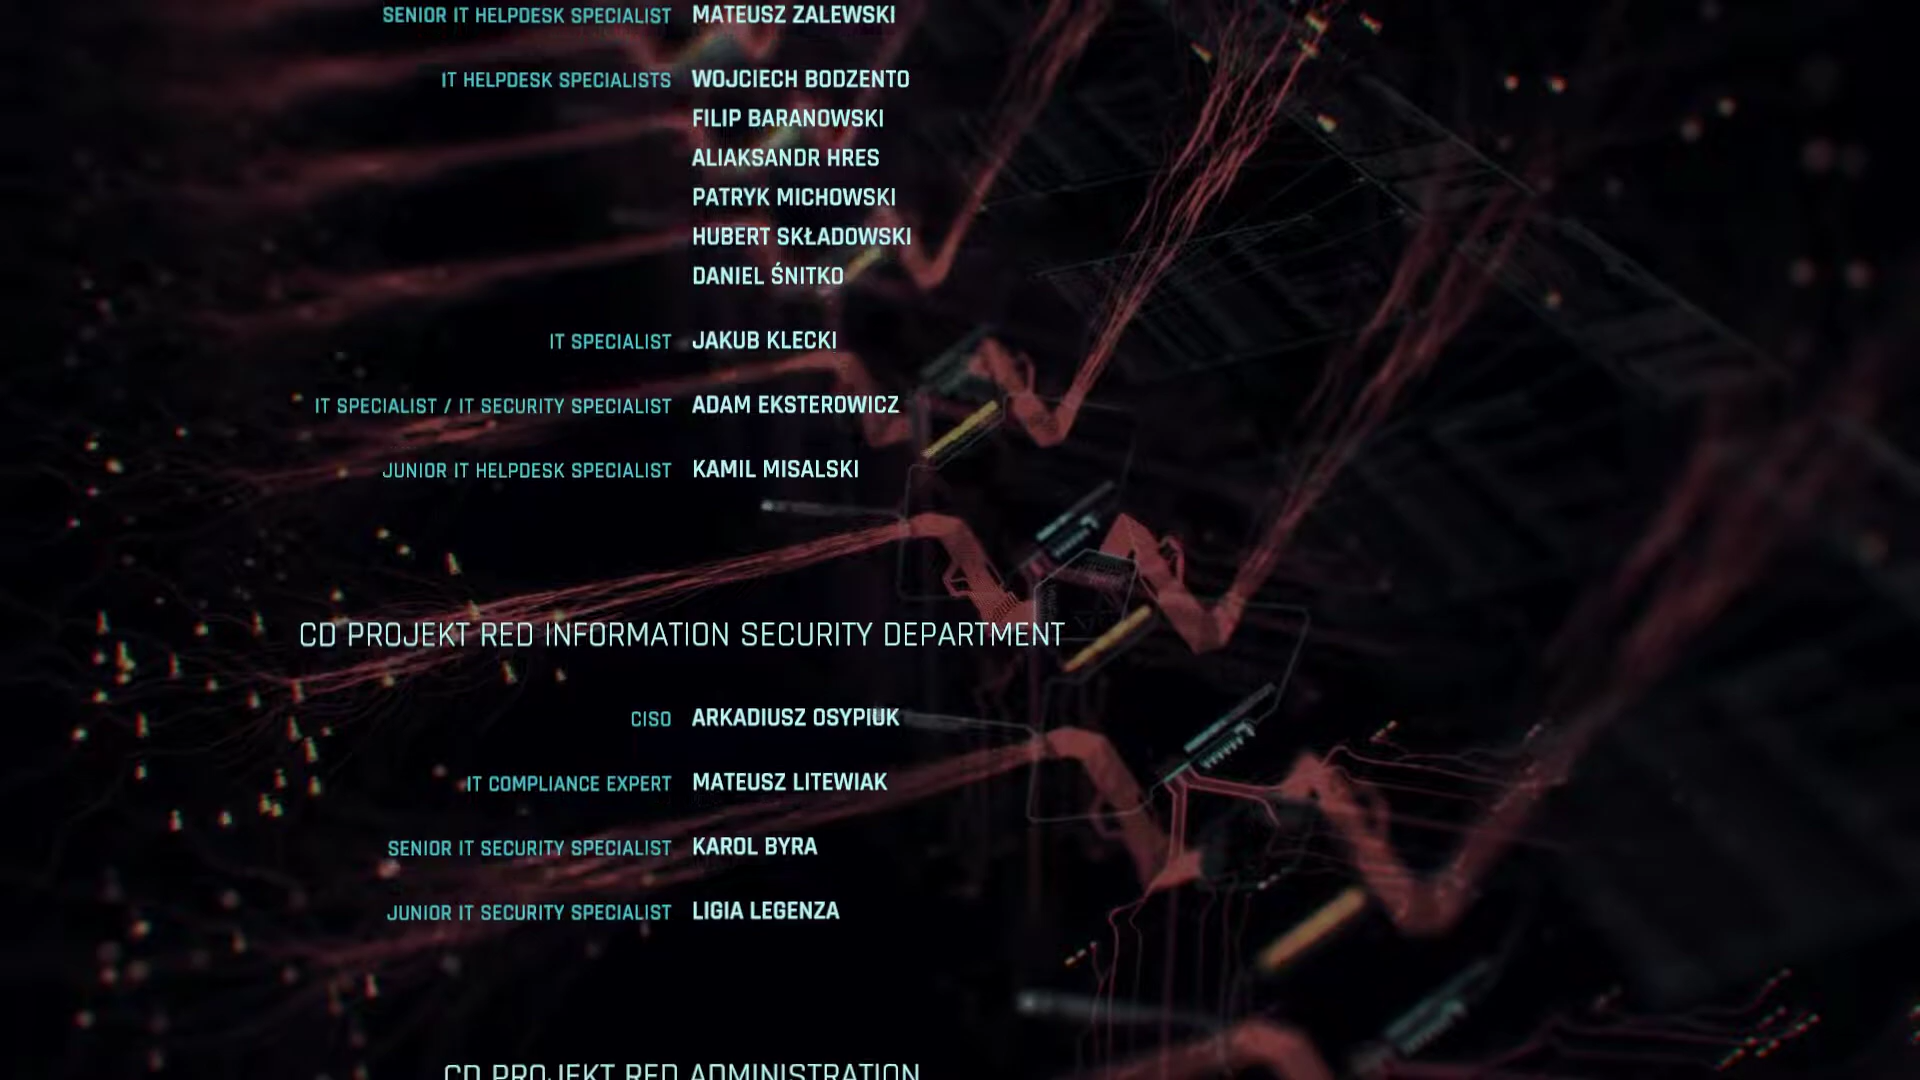 SENIOR IT HELPDESK SPECIALIST MATEUSZ ZALEWSKI
IT HELPDESK SPECIALISTS WOJCIECH BODZENTO
FILIP BARANOWSKI
ALIAKSANDR HRES
PATRYK MICHOWSKI
HUBERT SKŁADOWSKI
DANIEL ŚNITKO
IT SPECIALIST JAKUB KLECKI
IT SPECIALIST / IT SECURITY SPECIALIST ADAM EKSTEROWICZ
JUNIOR IT HELPDESK SPECIALIST KAMIL MISALSKI
CD PROJEKT RED INFORMATION SECURITY DEPARTMENT
CISO ARKADIUSZ OSYPIUK
IT COMPLIANCE EXPERT MATEUSZ LITEWIAK
SENIOR IT SECURITY SPECIALIST KAROL BYRA
JUNIOR IT SECURITY SPECIALIST LIGIA LEGENZA
CD PROJEKT RED ADMINISTRATION